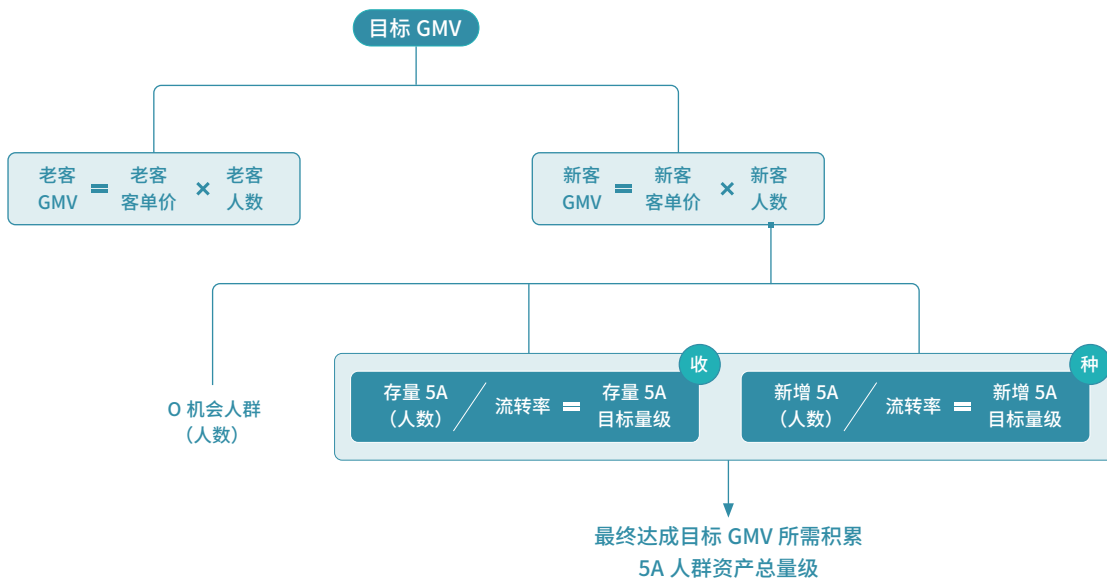 目标 GMV
老客 GMV = 老客 客单价 × 老客 人数
新客 GMV = 新客 客单价 × 新客 人数
O 机会人群
（人数）
收
存量 5A （人数） / 流转率 = 存量 5A 目标量级
种
新增 5A （人数） / 流转率 = 新增 5A 目标量级
最终达成目标 GMV 所需积累
5A 人群资产总量级